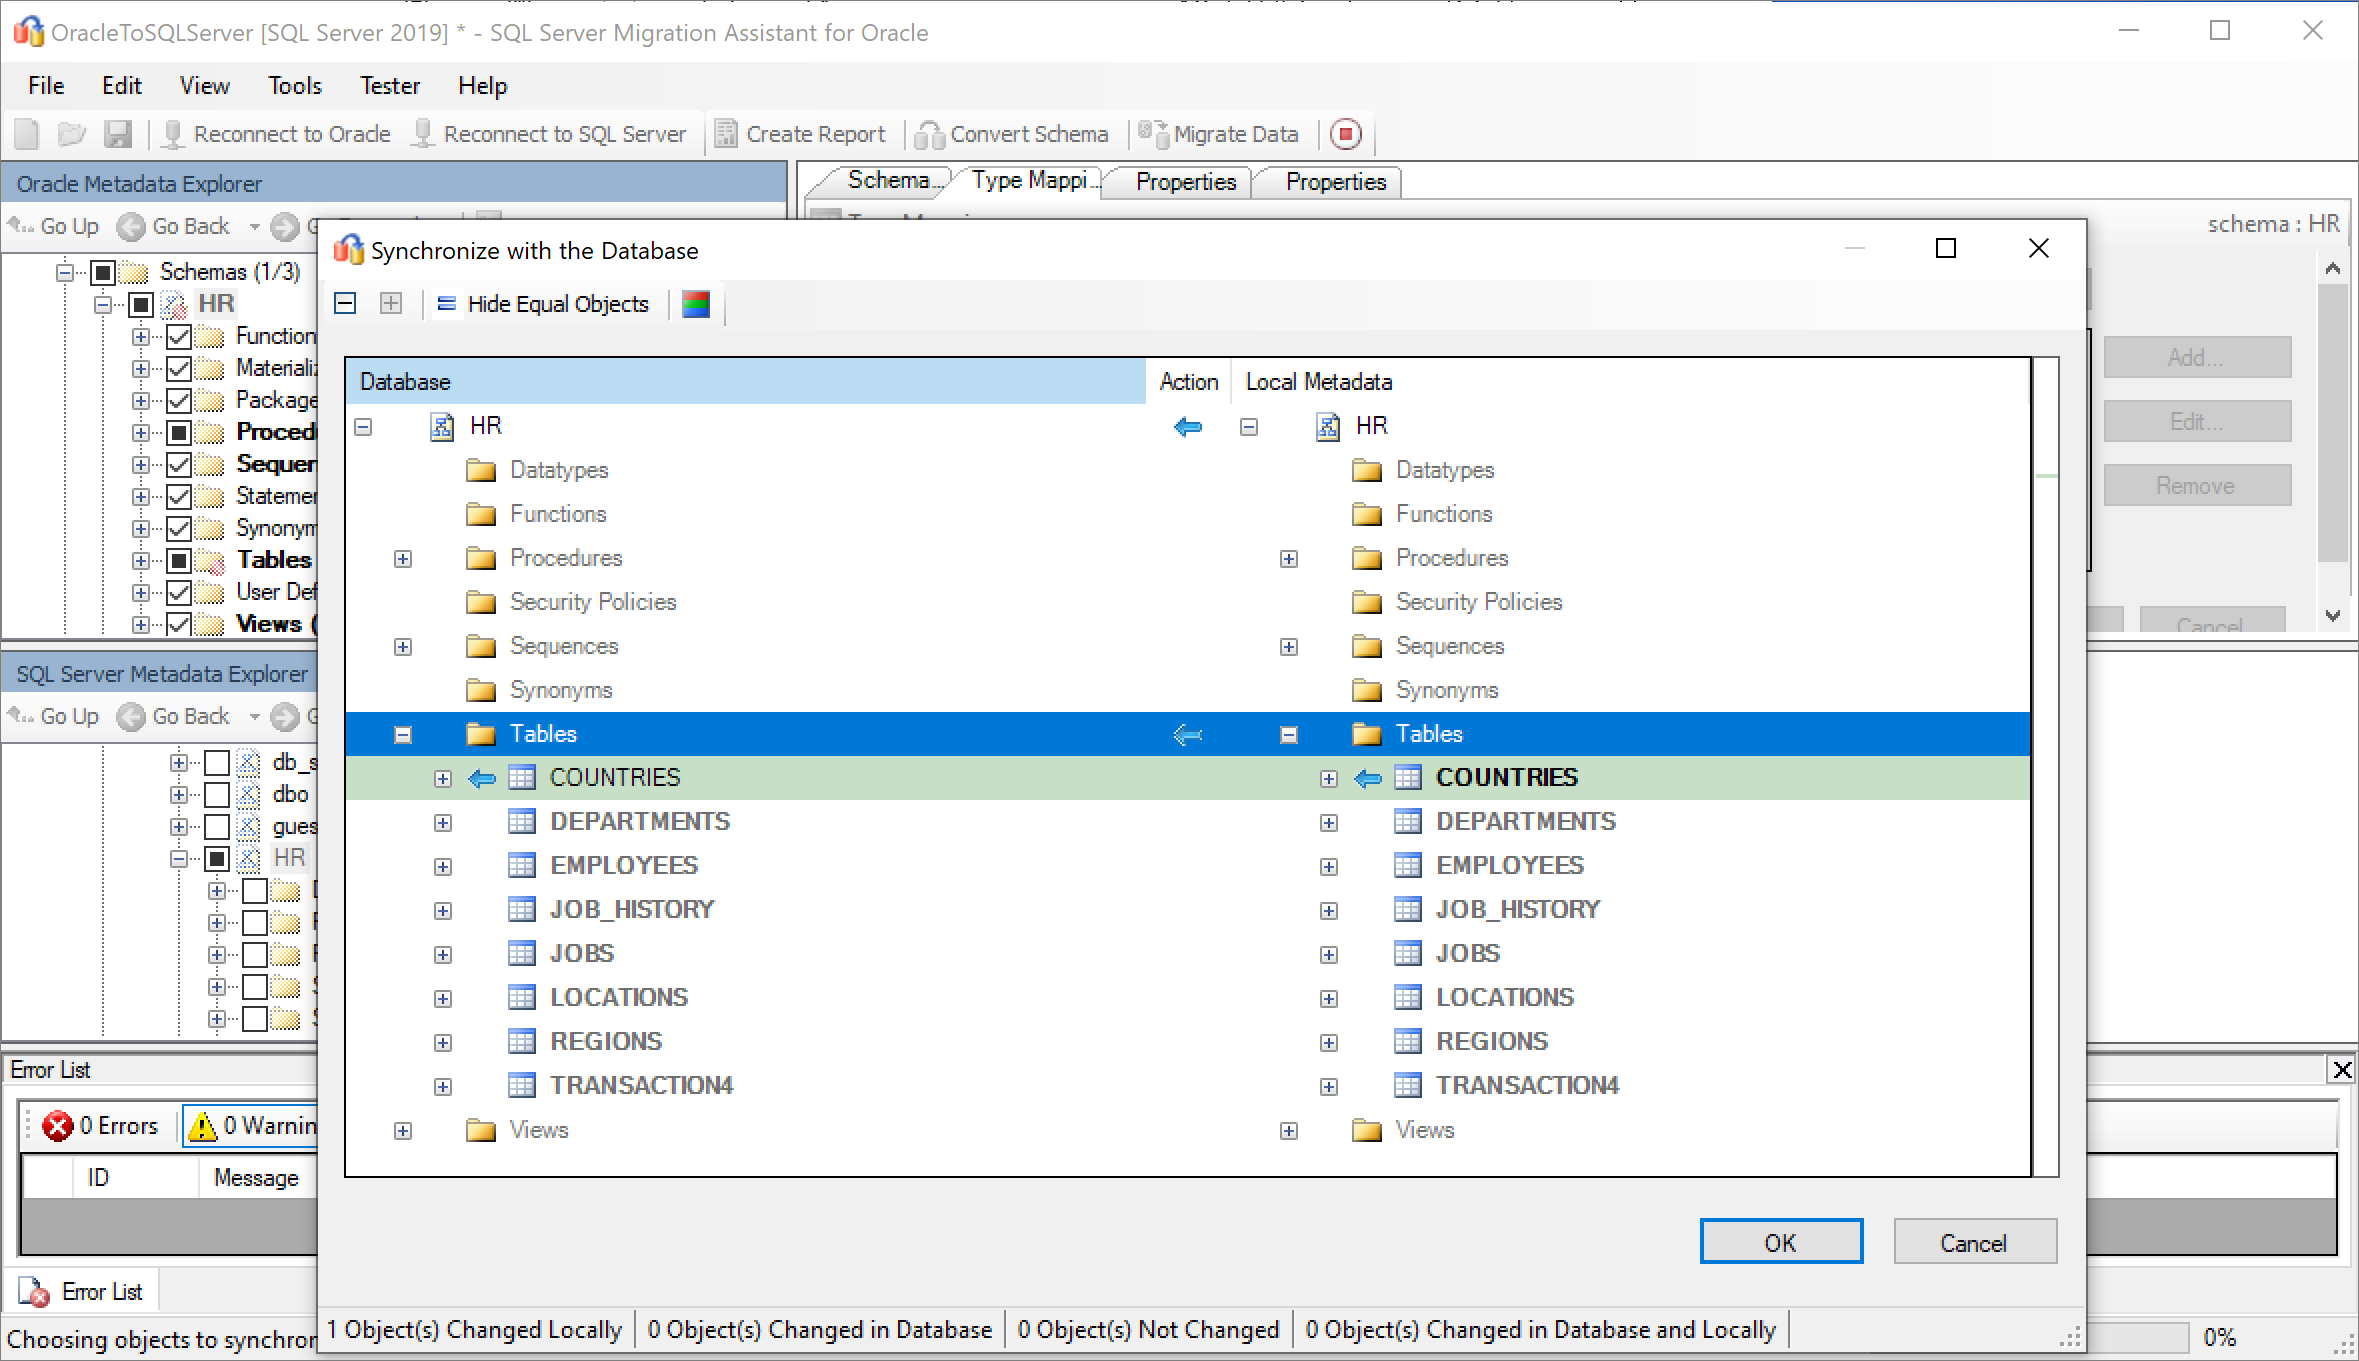 OracleToSQLServer [SQL Server 2019] * - SQL Server Migration Assistant for Oracle
File Edit View Tools Tester Help
Reconnect to Oracle Reconnect to SQL Server Create Report Convert Schema Migrate Data
Oracle Metadata Explorer
Schema... Type Mappi... Properties Properties
Go Up Go Back
schema : HR
Schemas (1/3)
HR
Function
Materializ
Package
Proced
Sequen
Statemen
Synonym
Tables
User Def
Views (
Add...
Edit...
Remove
Cancel
SQL Server Metadata Explorer
Go Up Go Back
db_s
dbo
gues
HR
Synchronize with the Database
Hide Equal Objects
Database Action Local Metadata
HR HR
Datatypes Datatypes
Functions Functions
Procedures Procedures
Security Policies Security Policies
Sequences Sequences
Synonyms Synonyms
Tables Tables
COUNTRIES COUNTRIES
DEPARTMENTS DEPARTMENTS
EMPLOYEES EMPLOYEES
JOB_HISTORY JOB_HISTORY
JOBS JOBS
LOCATIONS LOCATIONS
REGIONS REGIONS
TRANSACTION4 TRANSACTION4
Views Views
OK Cancel
1 Object(s) Changed Locally 0 Object(s) Changed in Database 0 Object(s) Not Changed 0 Object(s) Changed in Database and Locally
Error List
0 Errors 0 Warnin
ID Message
Error List
Choosing objects to synchron
0%